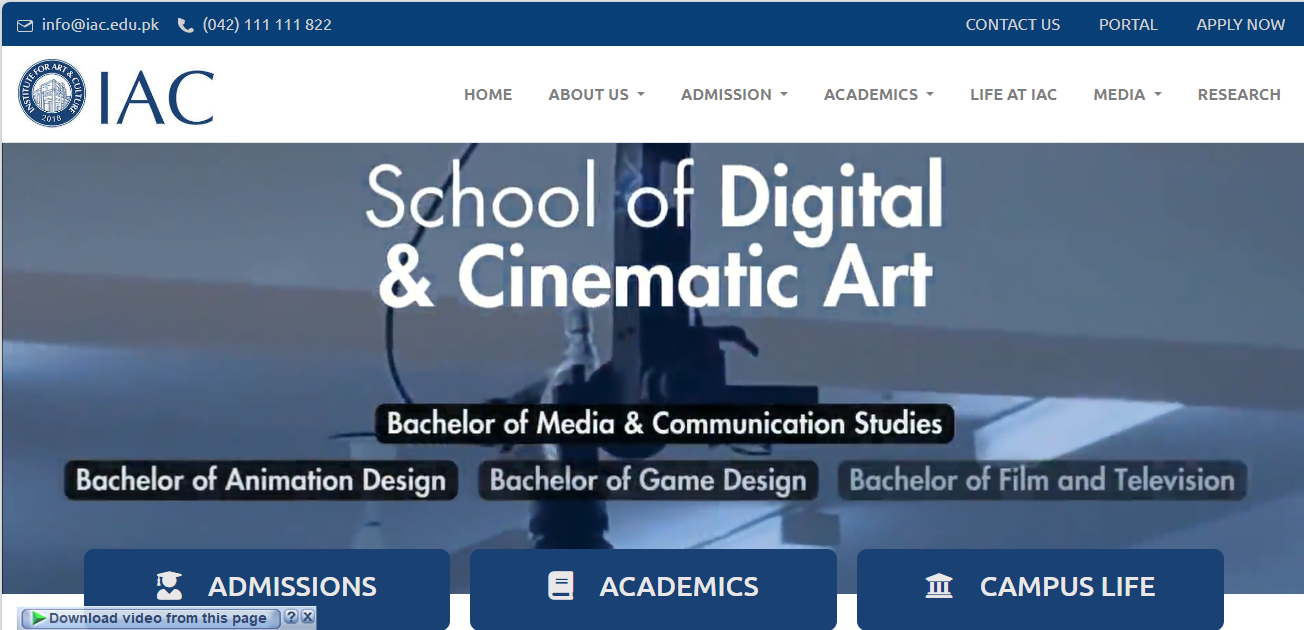 info@iac.edu.pk (042) 111 111 822 CONTACT US PORTAL APPLY NOW
INSTITUTE FOR ART & CULTURE
2018
IAC
HOME ABOUT US ADMISSION ACADEMICS LIFE AT IAC MEDIA RESEARCH
School of Digital
& Cinematic Art
Bachelor of Media & Communication Studies
Bachelor of Animation Design Bachelor of Game Design Bachelor of Film and Television
ADMISSIONS ACADEMICS CAMPUS LIFE
Download video from this page ? X